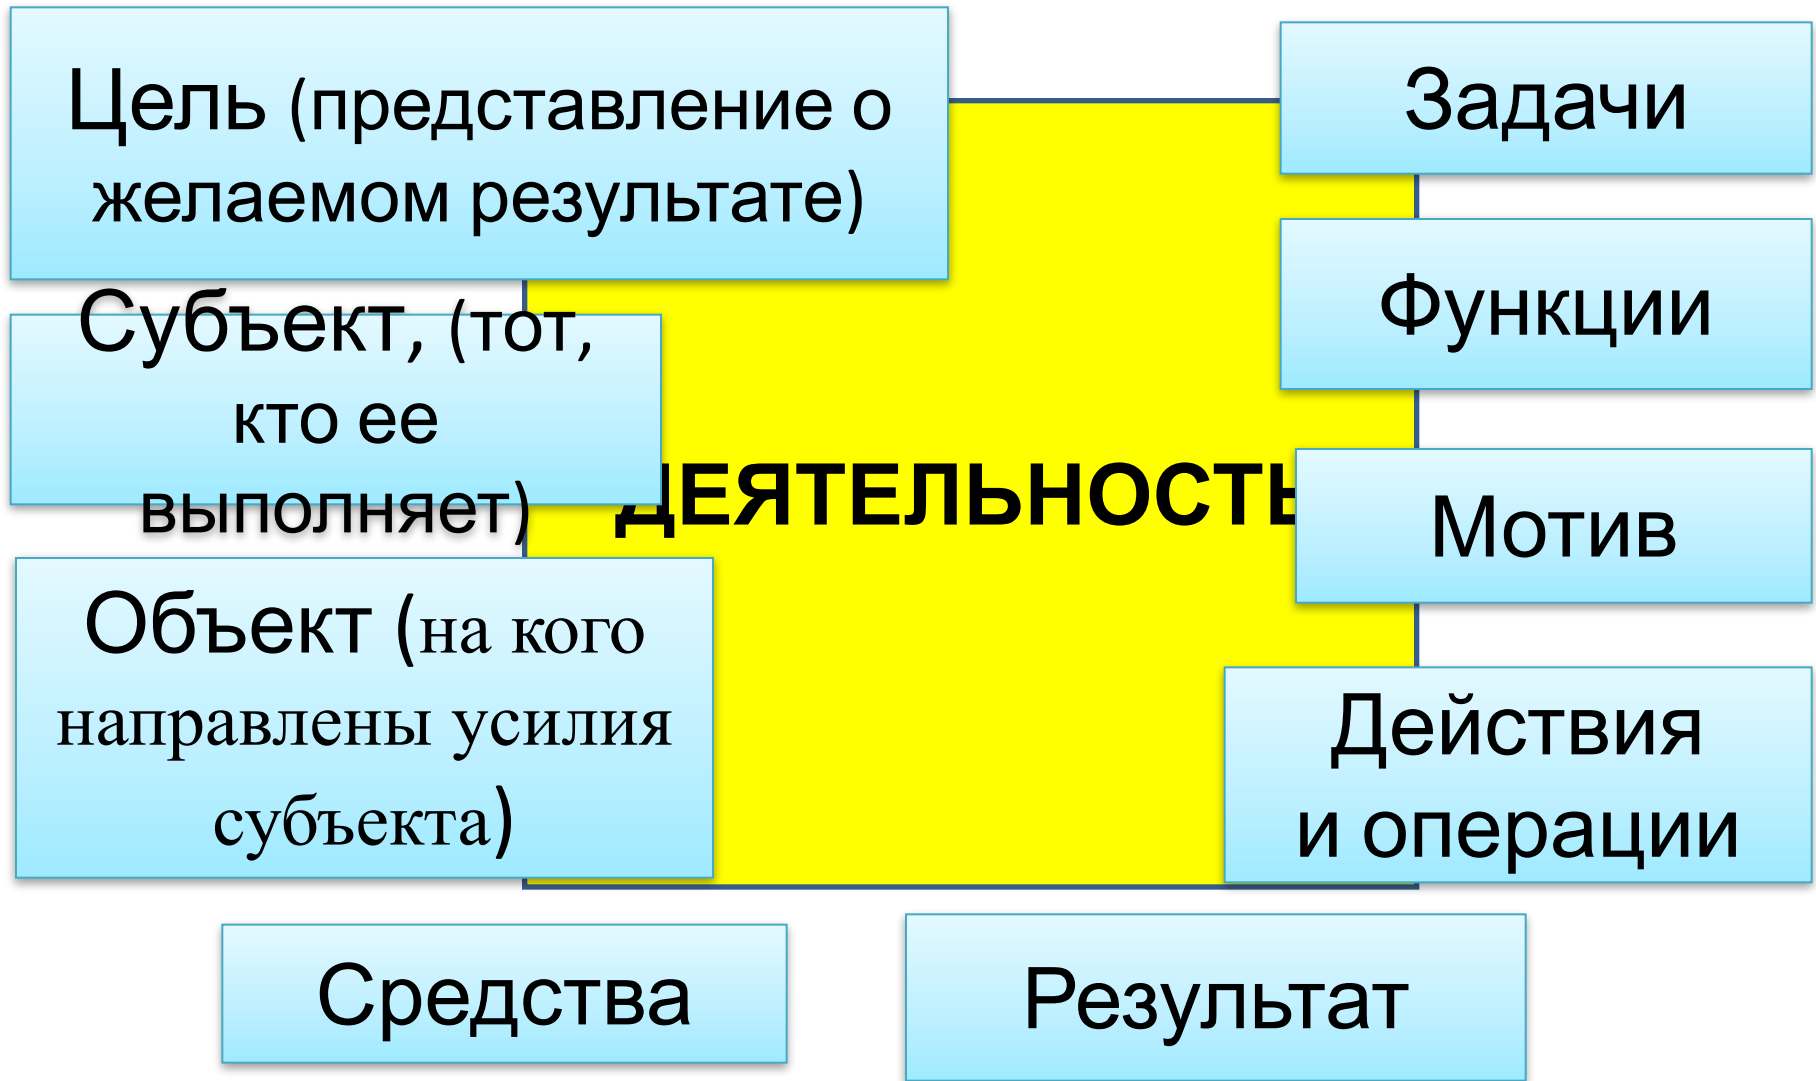 Цель (представление о
желаемом результате)
Субъект, (тот,
кто ее
выполняет)
Объект (на кого
направлены усилия
субъекта)
ДЕЯТЕЛЬНОСТЬ
Задачи
Функции
Мотив
Действия
и операции
Средства
Результат